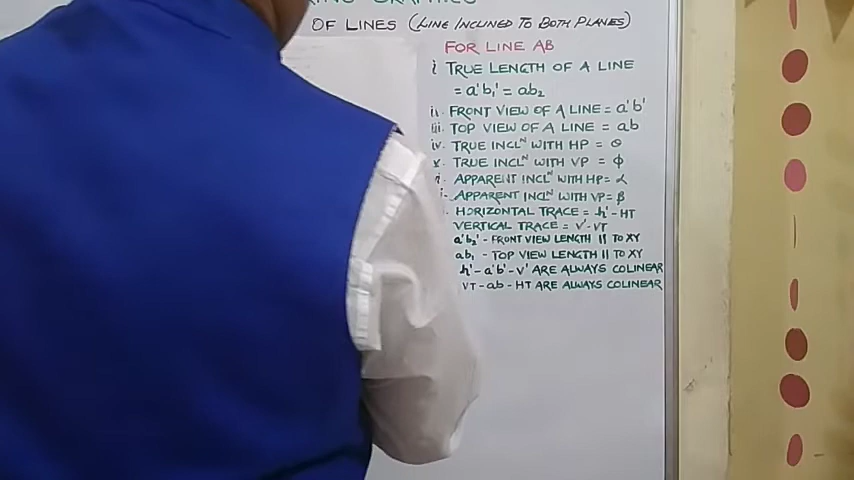 RING GRAPHICS
OF LINES (LINE INCLINED TO BOTH PLANES)
FOR LINE AB
i TRUE LENGTH OF A LINE
= a'b₁' = ab₂
ii. FRONT VIEW OF A LINE = a'b'
iii. TOP VIEW OF A LINE = ab
iv. TRUE INCLᴺ WITH HP = θ
v. TRUE INCLᴺ WITH VP = ϕ
i. APPARENT INCLᴺ WITH HP = α
i. APPARENT INCLᴺ WITH VP = β
. HORIZONTAL TRACE = h'-HT
VERTICAL TRACE = v'-VT
a'b₂' - FRONT VIEW LENGTH || TO XY
ab₁ - TOP VIEW LENGTH || TO XY
h'-a'b'-v' ARE ALWAYS COLINEAR
VT-ab-HT ARE ALWAYS COLINEAR